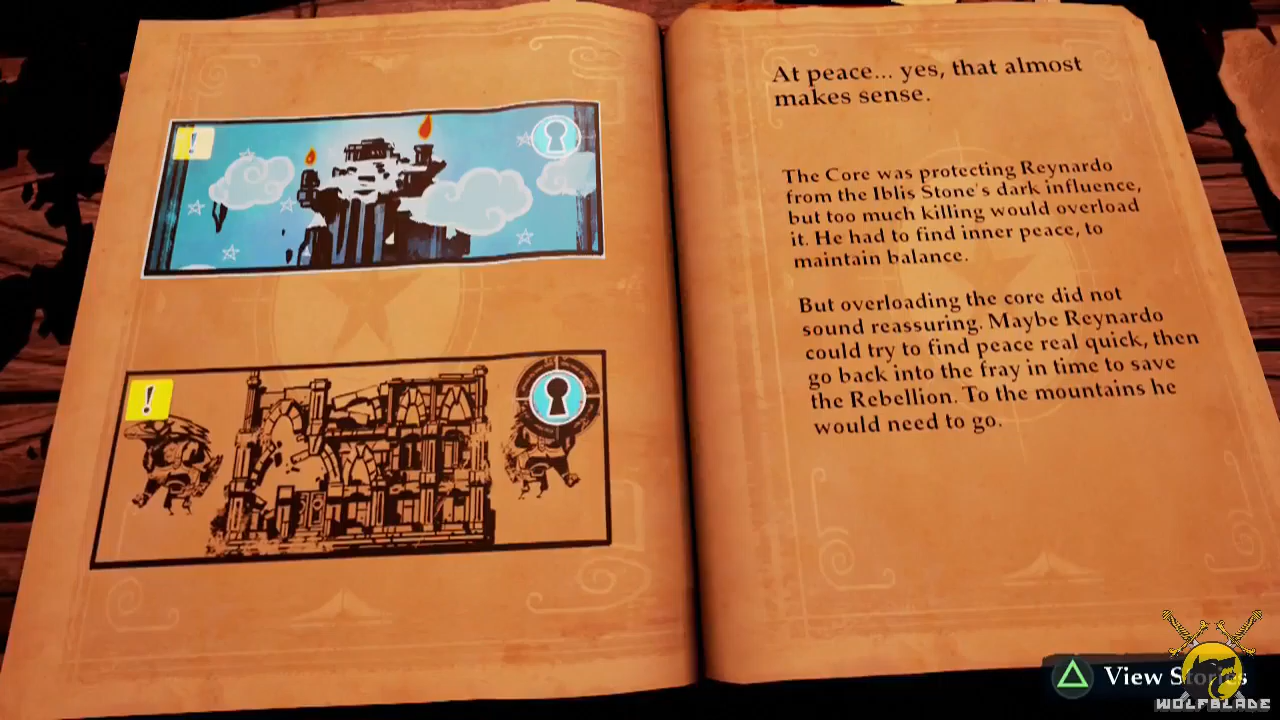 At peace... yes, that almost
makes sense.
The Core was protecting Reynardo
from the Iblis Stone's dark influence,
but too much killing would overload
it. He had to find inner peace, to
maintain balance.
But overloading the core did not
sound reassuring. Maybe Reynardo
could try to find peace real quick, then
go back into the fray in time to save
the Rebellion. To the mountains he
would need to go.
!
!
View Stories
WOLFBLADE